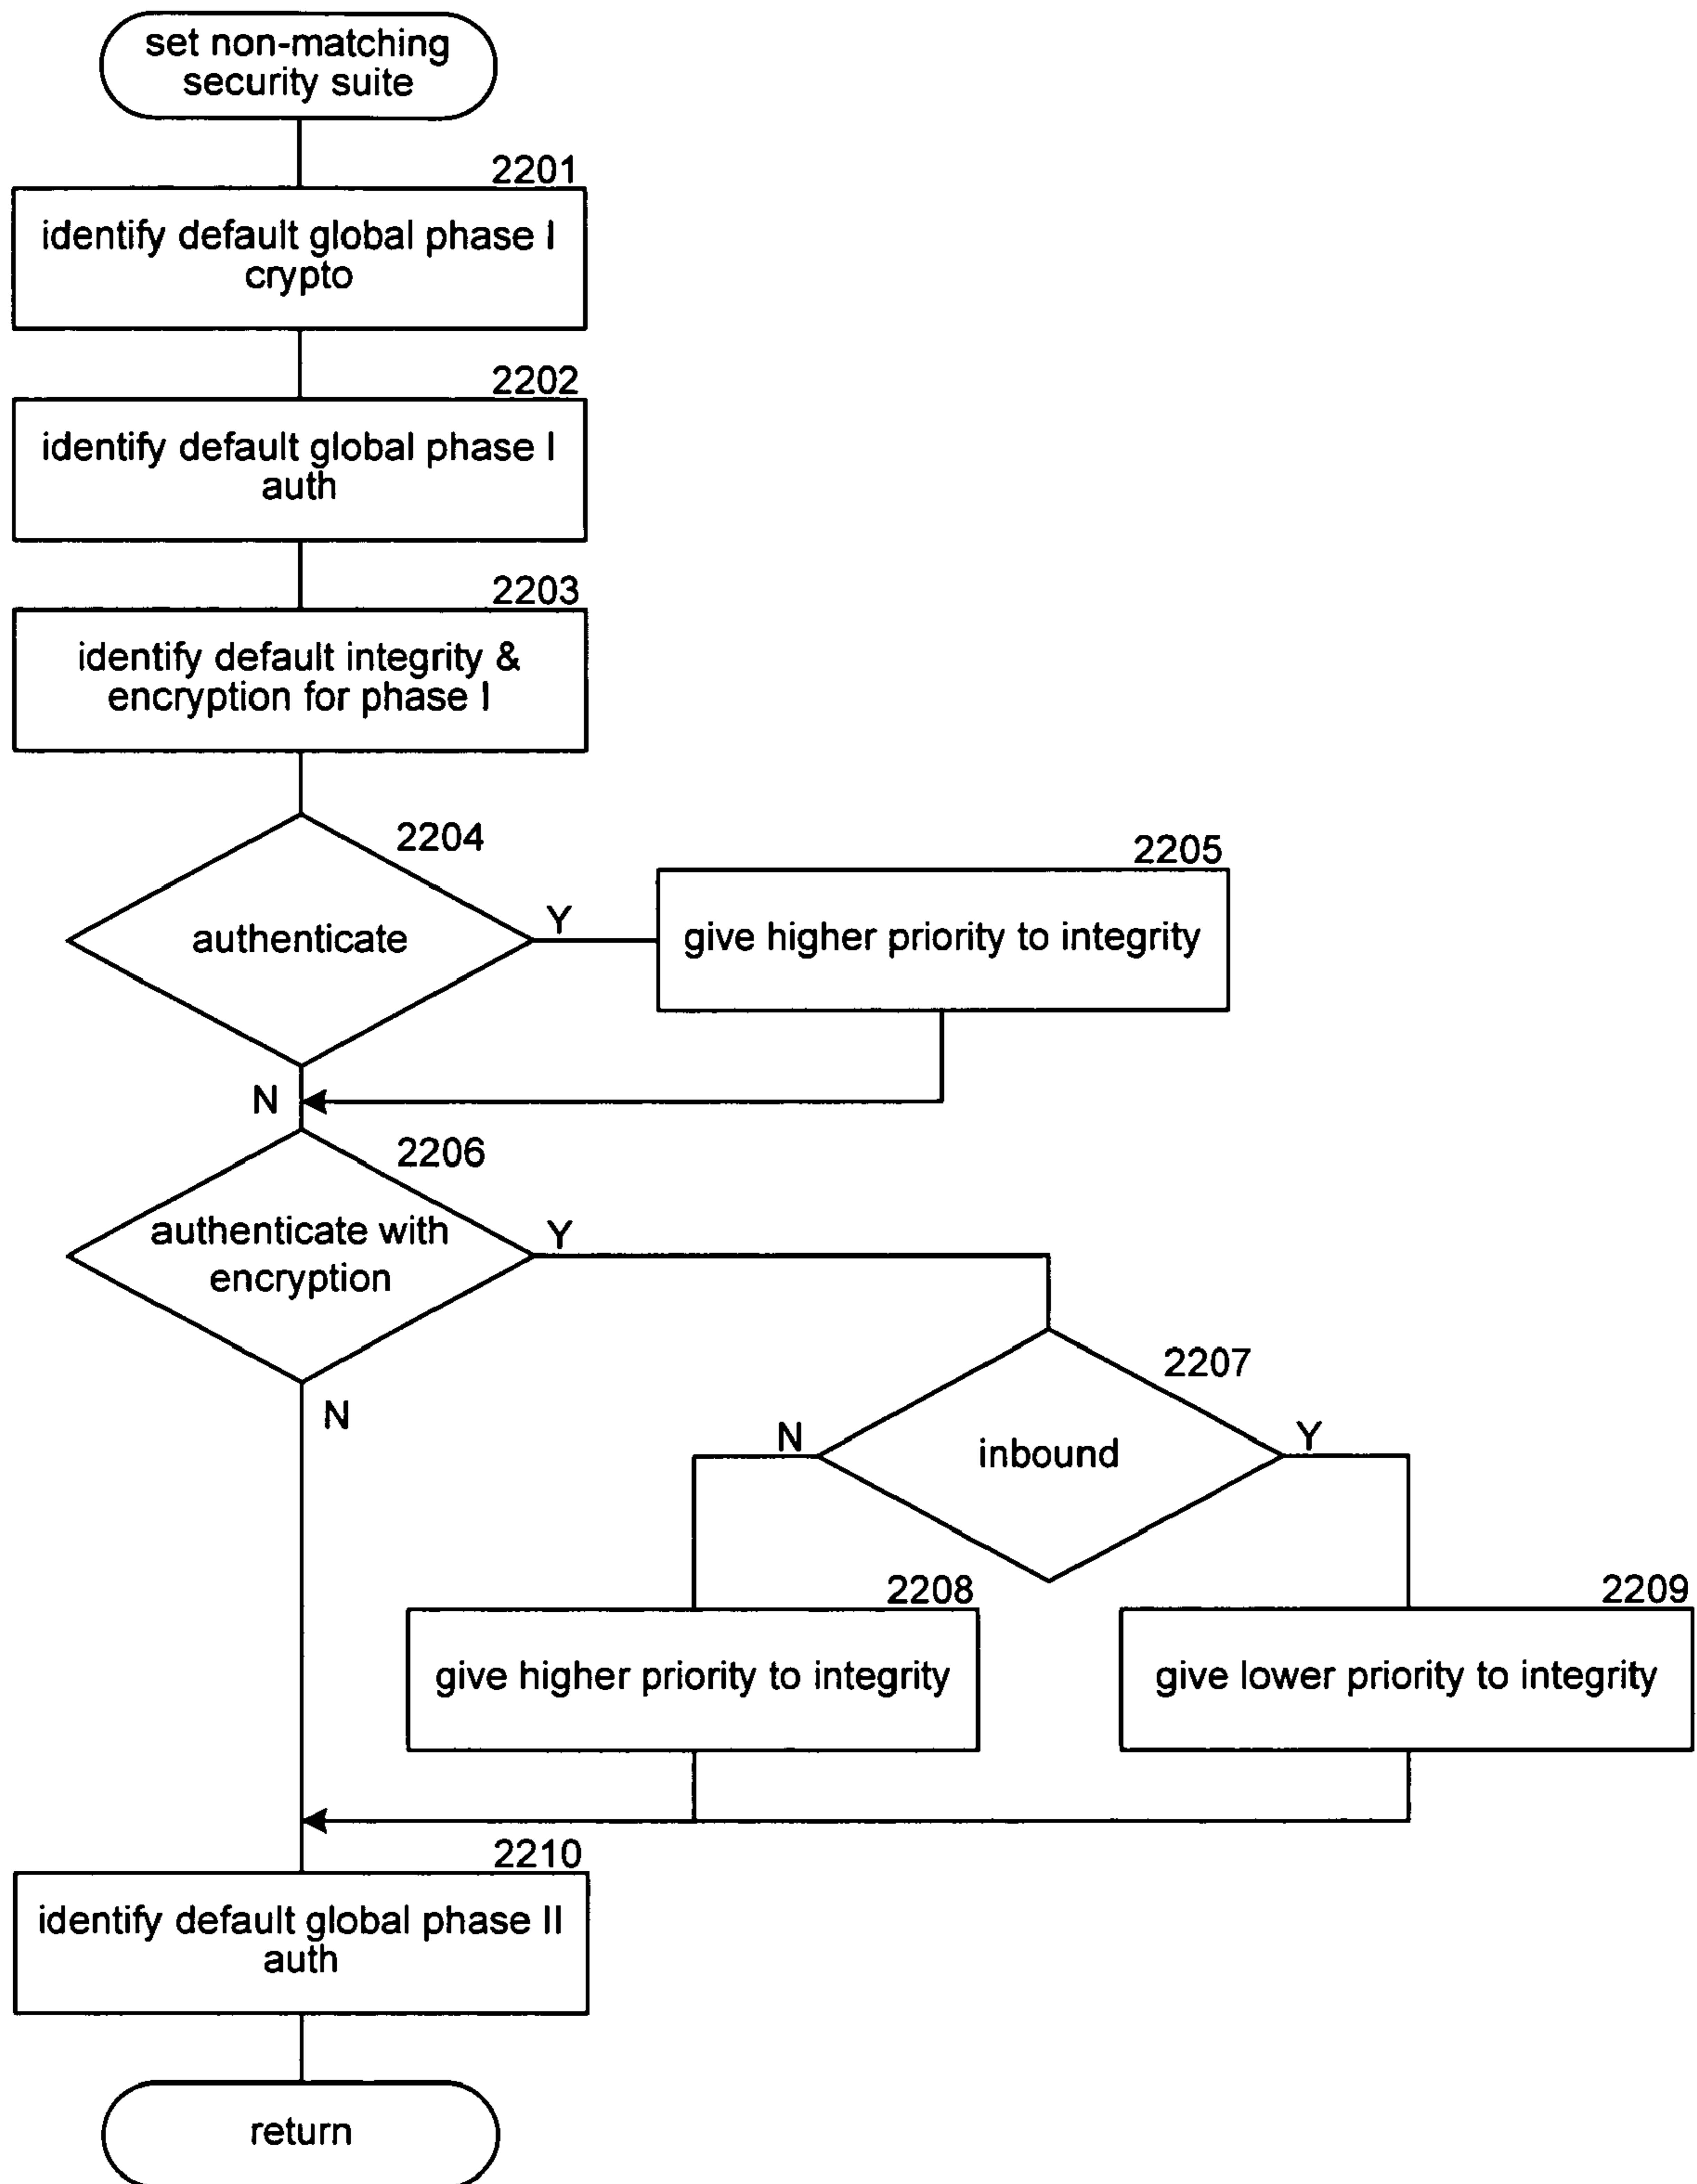 set non-matching
security suite
2201
identify default global phase I
crypto
2202
identify default global phase I
auth
2203
identify default integrity &
encryption for phase I
2204
authenticate
Y
2205
give higher priority to integrity
N
2206
authenticate with
encryption
Y
N
2207
inbound
N
Y
2208
give higher priority to integrity
2209
give lower priority to integrity
2210
identify default global phase II
auth
return